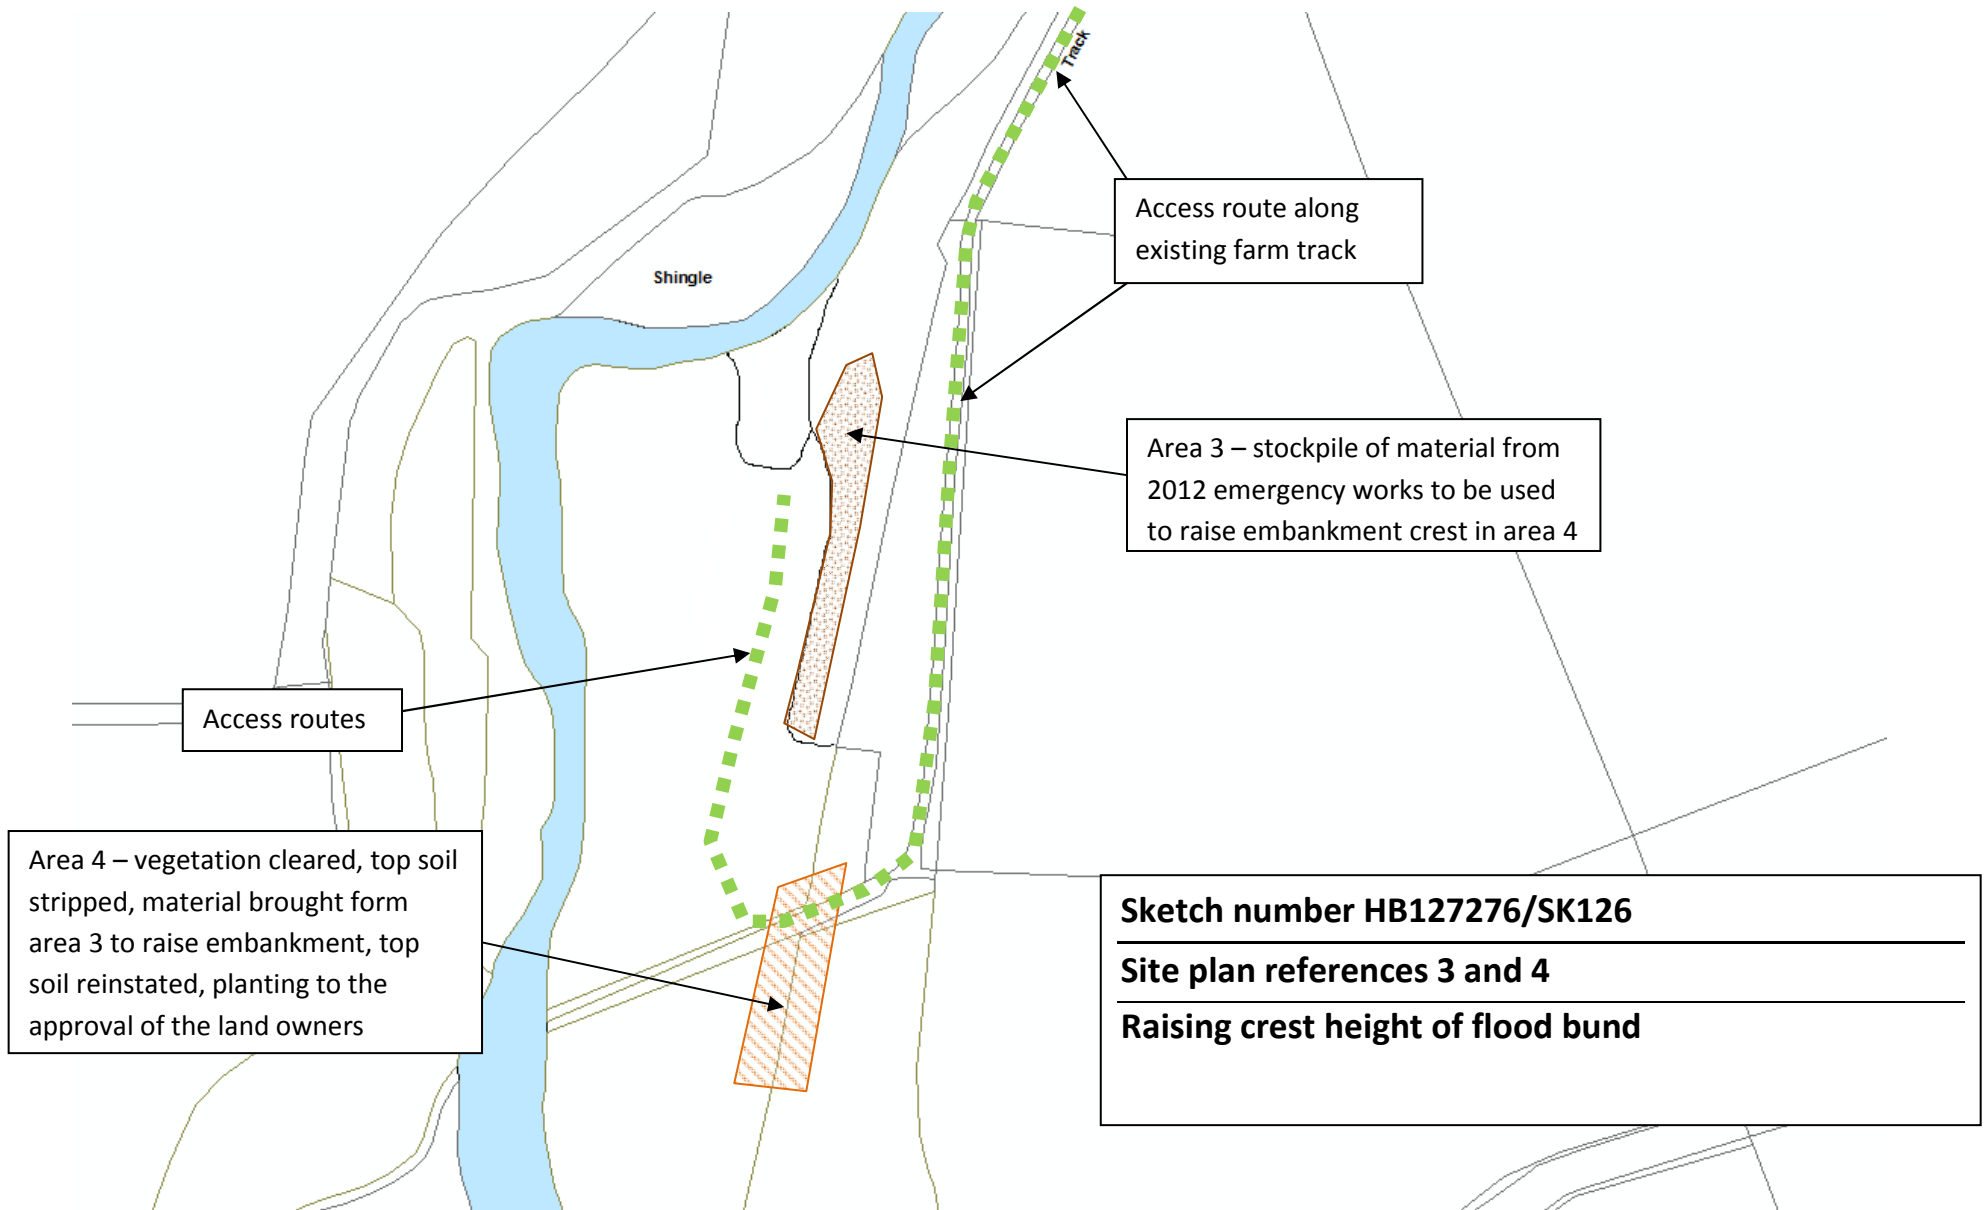 Track
Access route along
existing farm track
Shingle
Area 3 – stockpile of material from
2012 emergency works to be used
to raise embankment crest in area 4
Access routes
Area 4 – vegetation cleared, top soil
stripped, material brought form
area 3 to raise embankment, top
soil reinstated, planting to the
approval of the land owners
Sketch number HB127276/SK126
Site plan references 3 and 4
Raising crest height of flood bund